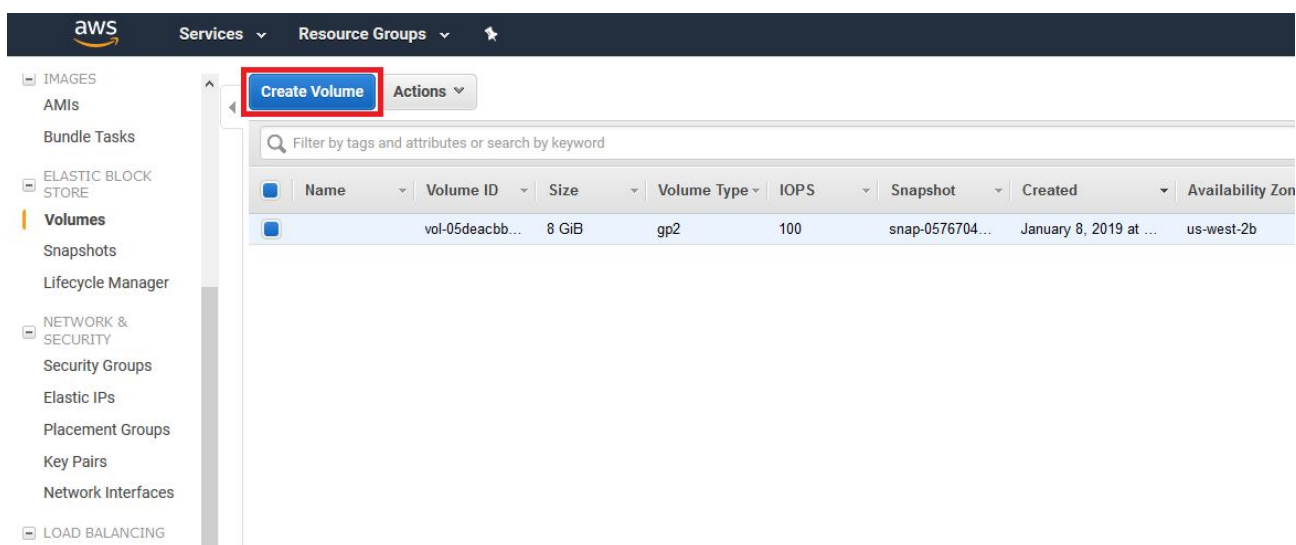 aws Services Resource Groups
IMAGES
AMIs
Bundle Tasks
ELASTIC BLOCK
STORE
Volumes
Snapshots
Lifecycle Manager
NETWORK &
SECURITY
Security Groups
Elastic IPs
Placement Groups
Key Pairs
Network Interfaces
LOAD BALANCING
Create Volume Actions
Filter by tags and attributes or search by keyword
Name Volume ID Size Volume Type IOPS Snapshot Created Availability Zon
vol-05deacbb... 8 GiB gp2 100 snap-0576704... January 8, 2019 at ... us-west-2b